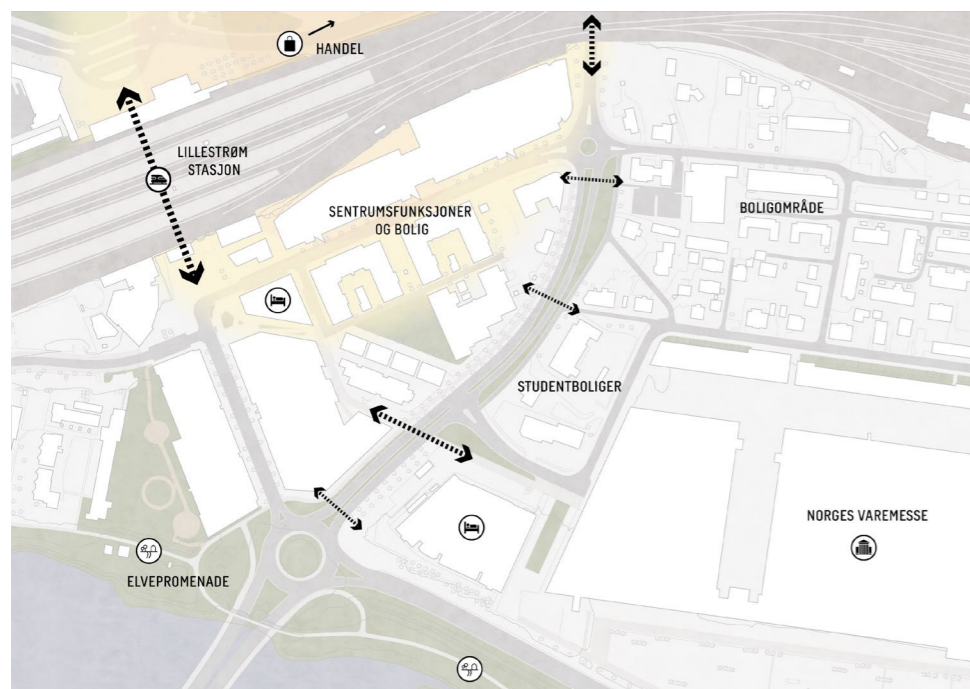 HANDEL
LILLESTRØM
STASJON
SENTRUMSFUNKSJONER
OG BOLIG
BOLIGOMRÅDE
STUDENTBOLIGER
NORGES VAREMESSE
ELVEPROMENADE